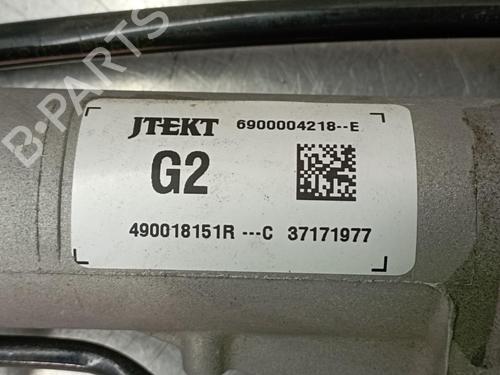 JTEKT 6900004218--E
G2
490018151R ---C 37171977
B-PARTS